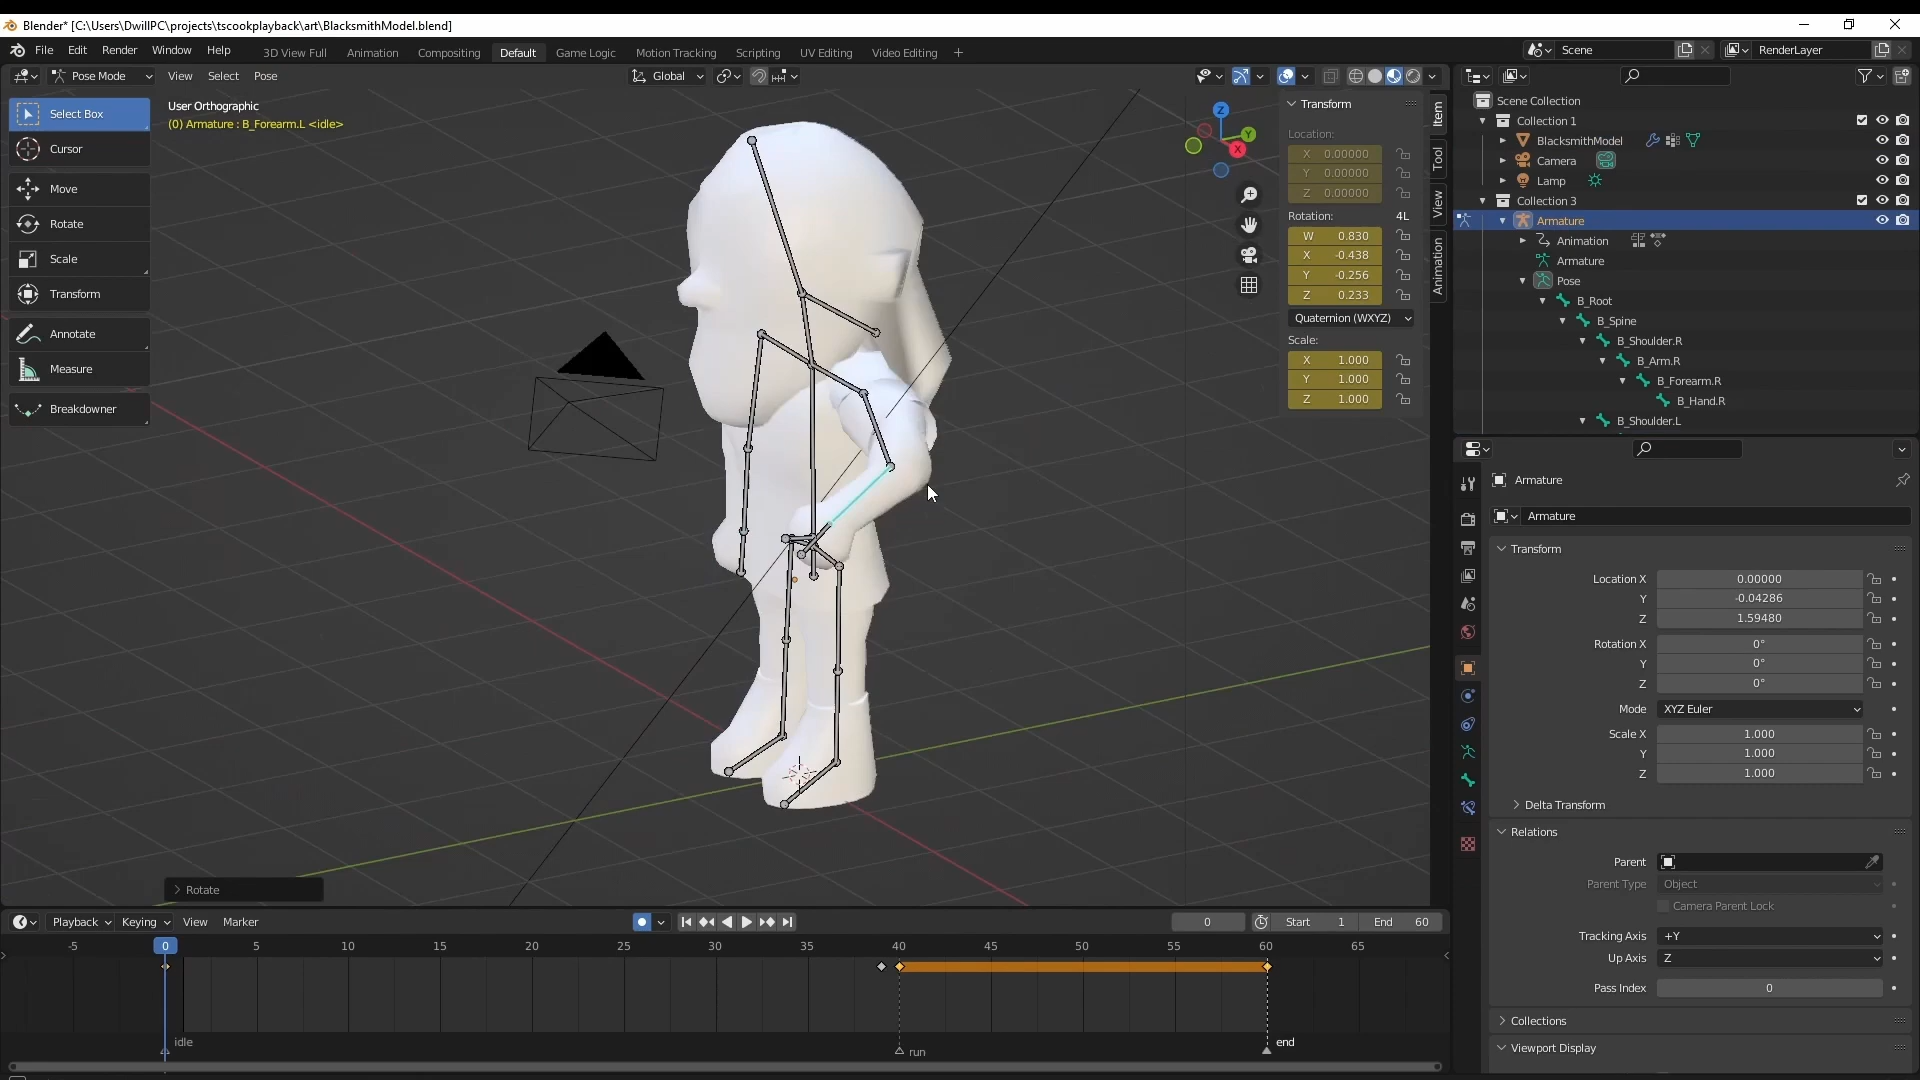 Blender* [C:\Users\DwillPC\projects\tscookplayback\art\BlacksmithModel.blend]
File Edit Render Window Help 3D View Full Animation Compositing Default Game Logic Motion Tracking Scripting UV Editing Video Editing + Scene RenderLayer
Pose Mode View Select Pose Global
Select Box
Cursor
Move
Rotate
Scale
Transform
Annotate
Measure
Breakdowner
User Orthographic
(0) Armature : B_Forearm.L <idle>
Z
Y
X
Transform
Location:
X 0.00000
Y 0.00000
Z 0.00000
Rotation: 4L
W 0.830
X -0.438
Y -0.256
Z 0.233
Quaternion (WXYZ)
Scale:
X 1.000
Y 1.000
Z 1.000
Item
Tool
View
Animation
Rotate
Scene Collection
Collection 1
BlacksmithModel
Camera
Lamp
Collection 3
Armature
Animation
Armature
Pose
B_Root
B_Spine
B_Shoulder.R
B_Arm.R
B_Forearm.R
B_Hand.R
B_Shoulder.L
Armature
Armature
Transform
Location X 0.00000
Y -0.04286
Z 1.59480
Rotation X 0°
Y 0°
Z 0°
Mode XYZ Euler
Scale X 1.000
Y 1.000
Z 1.000
Delta Transform
Relations
Parent
Parent Type Object
Camera Parent Lock
Tracking Axis +Y
Up Axis Z
Pass Index 0
Collections
Viewport Display
Playback Keying View Marker 0 Start 1 End 60
-5 0 5 10 15 20 25 30 35 40 45 50 55 60 65
idle run end